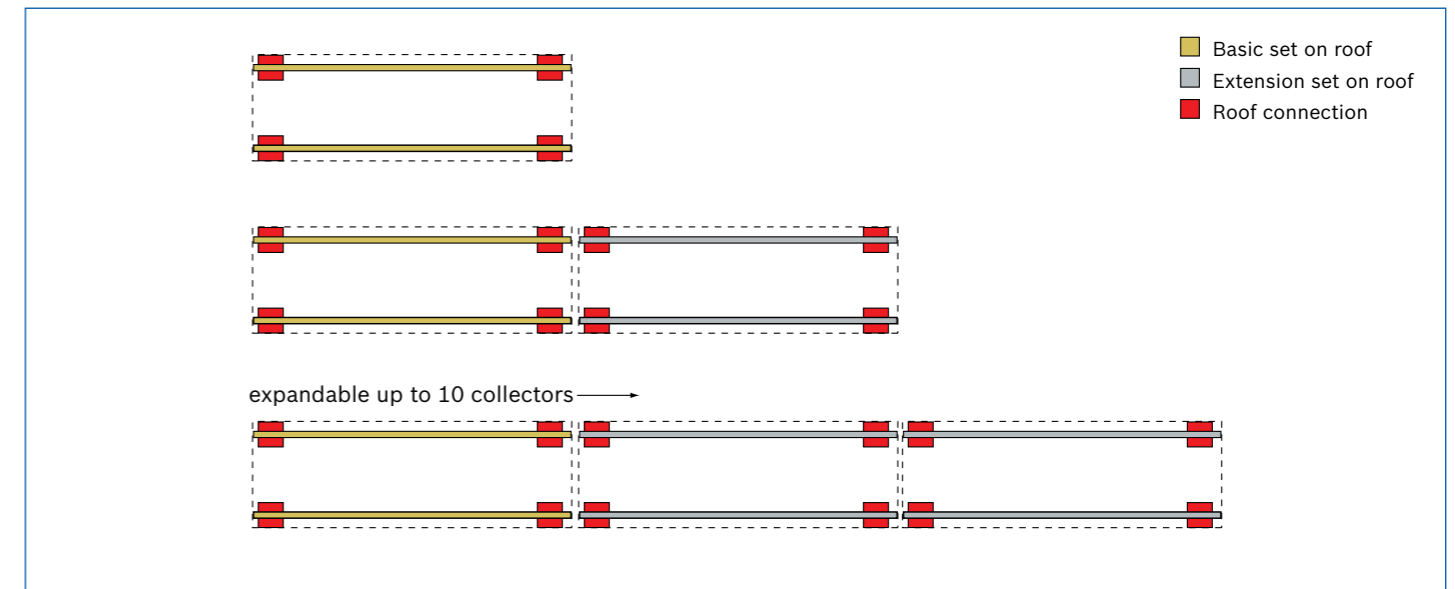 Basic set on roof
Extension set on roof
Roof connection
expandable up to 10 collectors